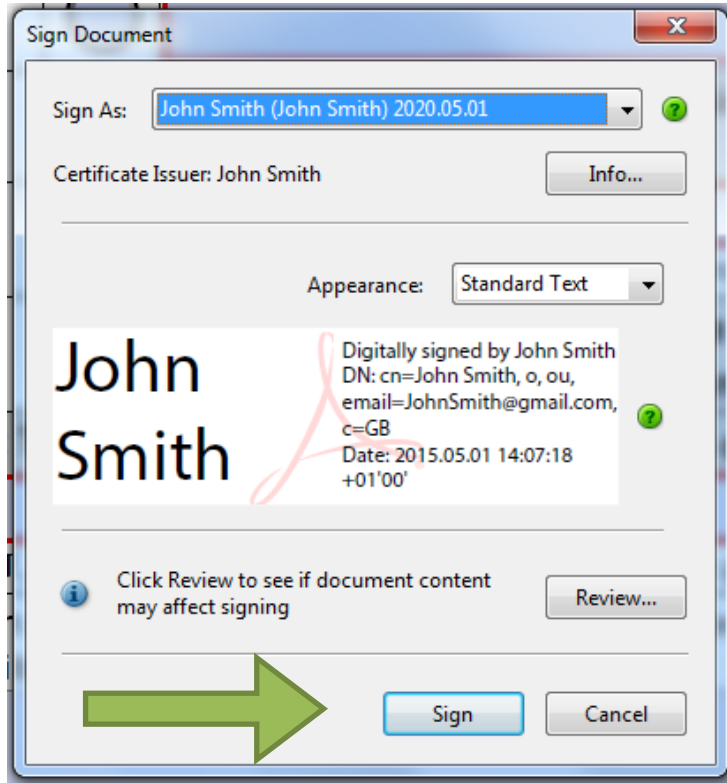 Sign Document
Sign As: John Smith (John Smith) 2020.05.01
Certificate Issuer: John Smith Info...
Appearance: Standard Text
John
Smith
Digitally signed by John Smith
DN: cn=John Smith, o, ou,
email=JohnSmith@gmail.com,
c=GB
Date: 2015.05.01 14:07:18
+01'00'
Click Review to see if document content
may affect signing
Review...
Sign Cancel